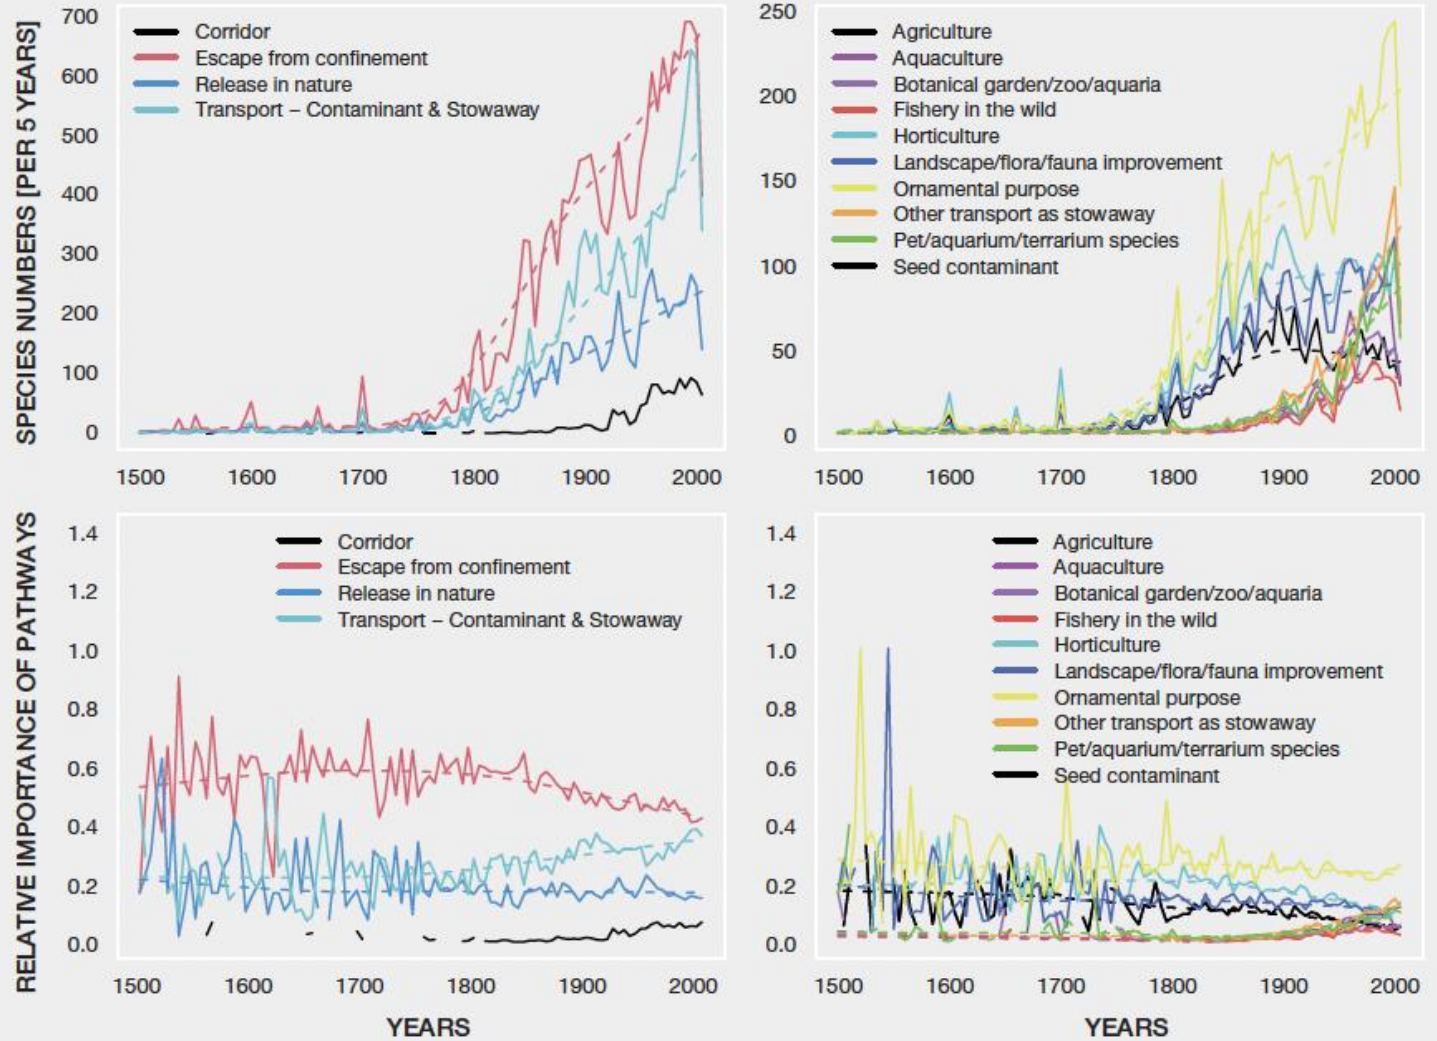 SPECIES NUMBERS [PER 5 YEARS]
700
600
500
400
300
200
100
0
Corridor
Escape from confinement
Release in nature
Transport – Contaminant & Stowaway
1500 1600 1700 1800 1900 2000
250
200
150
100
50
0
Agriculture
Aquaculture
Botanical garden/zoo/aquaria
Fishery in the wild
Horticulture
Landscape/flora/fauna improvement
Ornamental purpose
Other transport as stowaway
Pet/aquarium/terrarium species
Seed contaminant
1500 1600 1700 1800 1900 2000
RELATIVE IMPORTANCE OF PATHWAYS
1.4
1.2
1.0
0.8
0.6
0.4
0.2
0.0
Corridor
Escape from confinement
Release in nature
Transport – Contaminant & Stowaway
1500 1600 1700 1800 1900 2000
YEARS
1.4
1.2
1.0
0.8
0.6
0.4
0.2
0.0
Agriculture
Aquaculture
Botanical garden/zoo/aquaria
Fishery in the wild
Horticulture
Landscape/flora/fauna improvement
Ornamental purpose
Other transport as stowaway
Pet/aquarium/terrarium species
Seed contaminant
1500 1600 1700 1800 1900 2000
YEARS